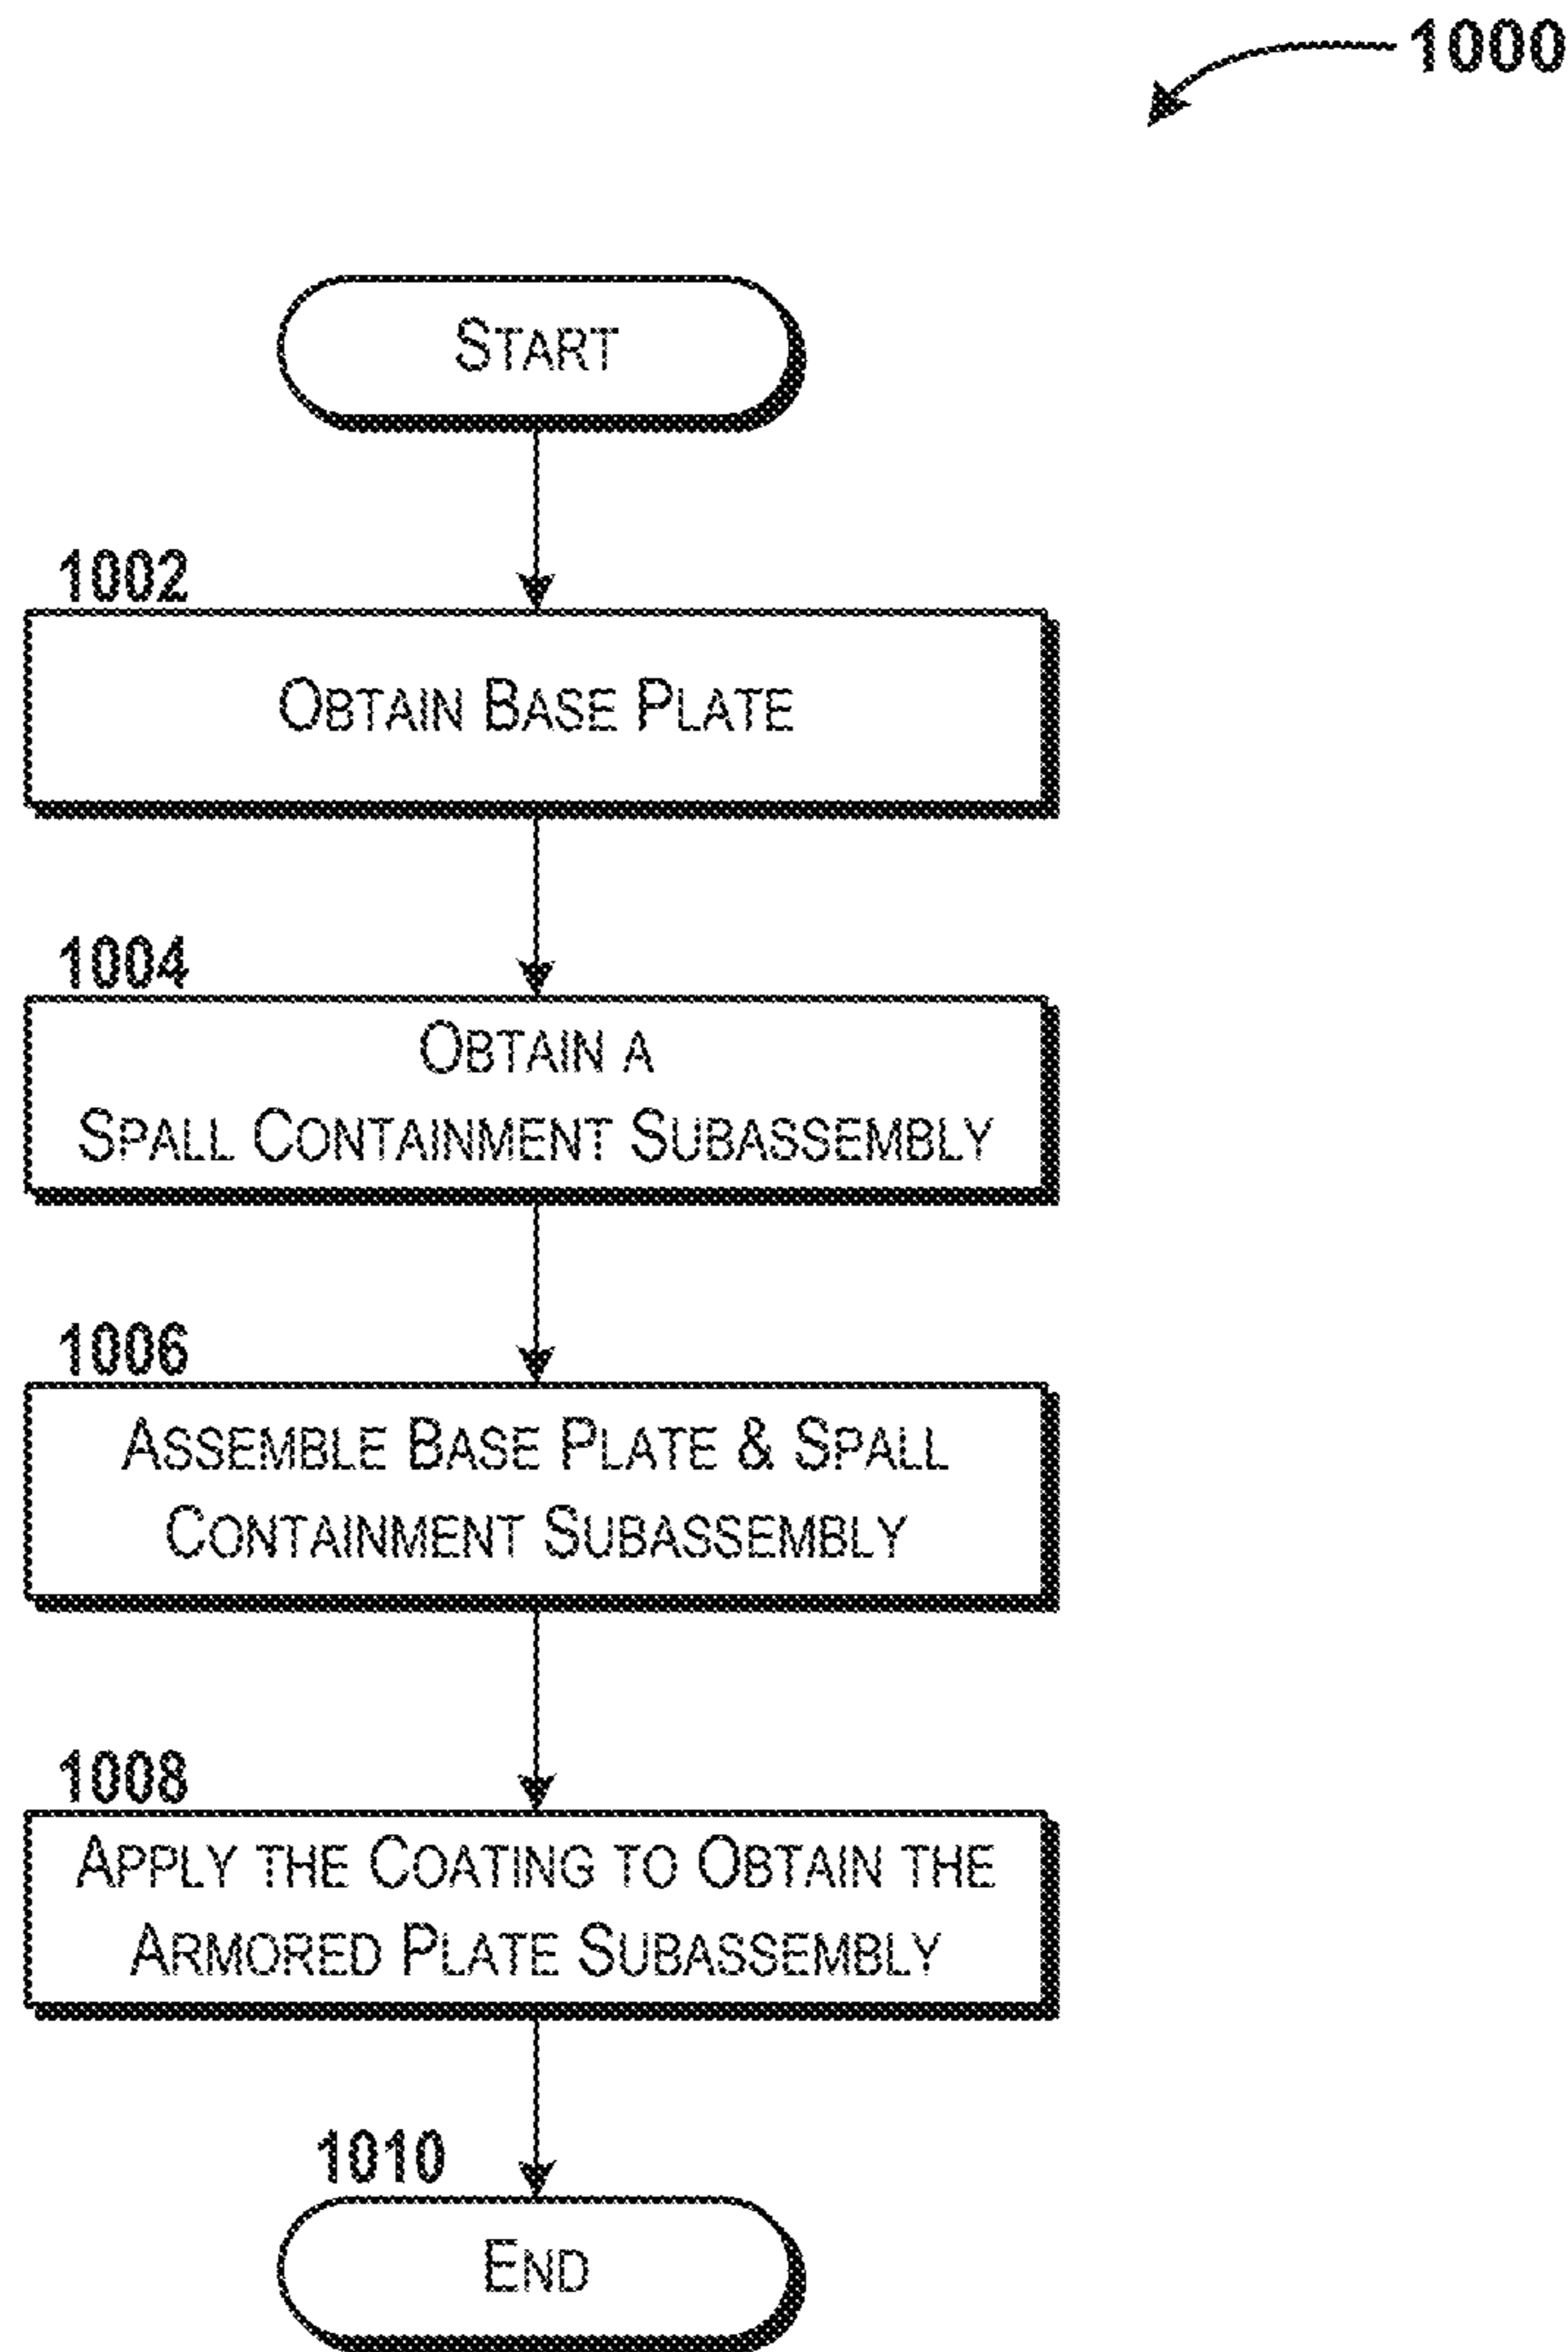 1000
START
1002
OBTAIN BASE PLATE
1004
OBTAIN A
SPALL CONTAINMENT SUBASSEMBLY
1006
ASSEMBLE BASE PLATE & SPALL
CONTAINMENT SUBASSEMBLY
1008
APPLY THE COATING TO OBTAIN THE
ARMORED PLATE SUBASSEMBLY
1010
END